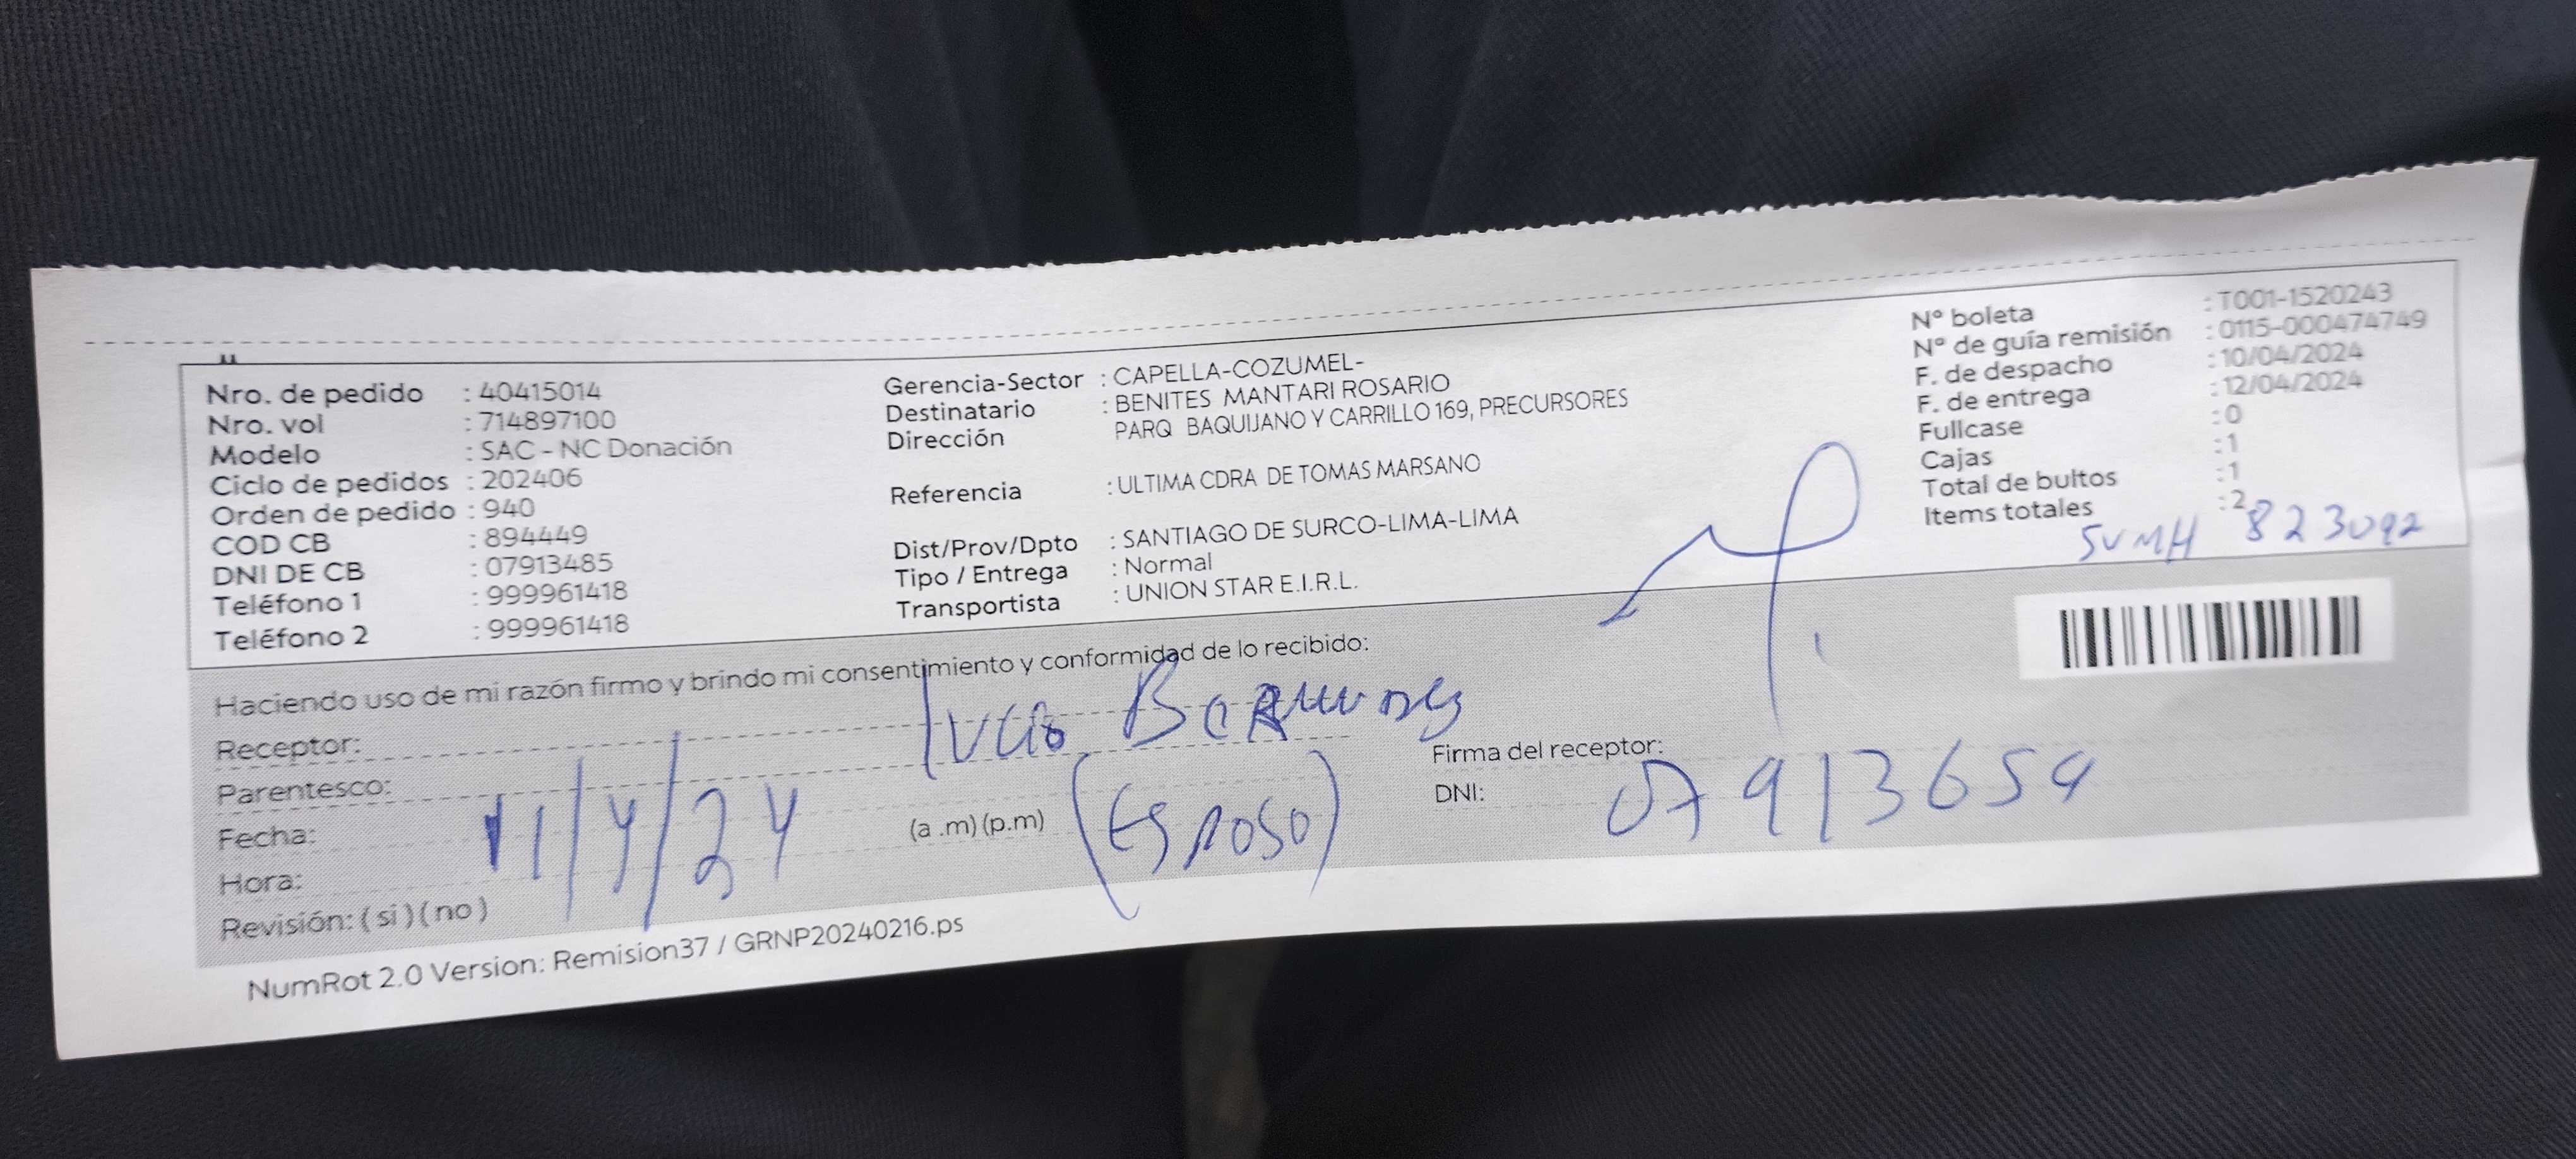 Nro. de pedido : 40415014
Nro. vol : 714897100
Modelo : SAC - NC Donación
Ciclo de pedidos : 202406
Orden de pedido : 940
COD CB : 894449
DNI DE CB : 07913485
Teléfono 1 : 999961418
Teléfono 2 : 999961418
Gerencia-Sector : CAPELLA-COZUMEL-
Destinatario : BENITES MANTARI ROSARIO
Dirección PARQ BAQUIJANO Y CARRILLO 169, PRECURSORES
Referencia : ULTIMA CDRA DE TOMAS MARSANO
Dist/Prov/Dpto : SANTIAGO DE SURCO-LIMA-LIMA
Tipo / Entrega : Normal
Transportista : UNION STAR E.I.R.L.
N° boleta : T001-1520243
N° de guía remisión : 0115-000474749
F. de despacho : 10/04/2024
F. de entrega : 12/04/2024
Fullcase : 0
Cajas : 1
Total de bultos : 1
Items totales : 2
823092
Haciendo uso de mi razón firmo y brindo mi consentimiento y conformidad de lo recibido:
Receptor: Lucio
Parentesco: (Esposo)
Fecha: 11/4/24
Hora: (a .m) (p.m)
Revisión: ( si ) ( no )
Firma del receptor:
DNI: 07913654
NumRot 2.0 Version: Remision37 / GRNP20240216.ps